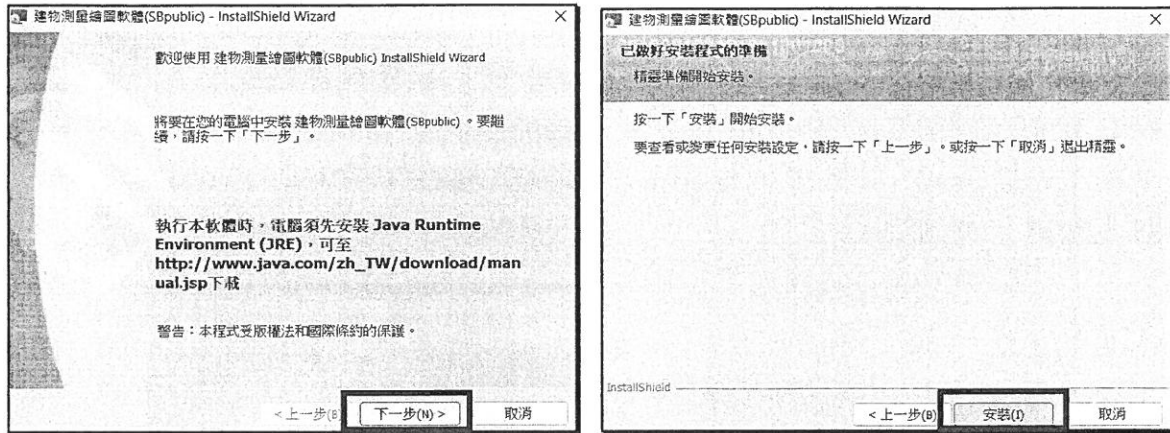 建物測量繪圖軟體(SBpublic) - InstallShield Wizard
歡迎使用 建物測量繪圖軟體(SBpublic) InstallShield Wizard
將要在您的電腦中安裝 建物測量繪圖軟體(SBpublic) 。要繼
續,請按一下「下一步」。
執行本軟體時,電腦須先安裝 Java Runtime
Environment (JRE),可至
http://www.java.com/zh_TW/download/man
ual.jsp下載
警告:本程式受版權法和國際條約的保護。
<上一步(B)
下一步(N) >
取消
建物測量繪圖軟體(SBpublic) - InstallShield Wizard
已做好安裝程式的準備
精靈準備開始安裝。
按一下「安裝」開始安裝。
要查看或變更任何安裝設定,請按一下「上一步」。或按一下「取消」退出精靈。
InstallShield
<上一步(B)
安裝(I)
取消